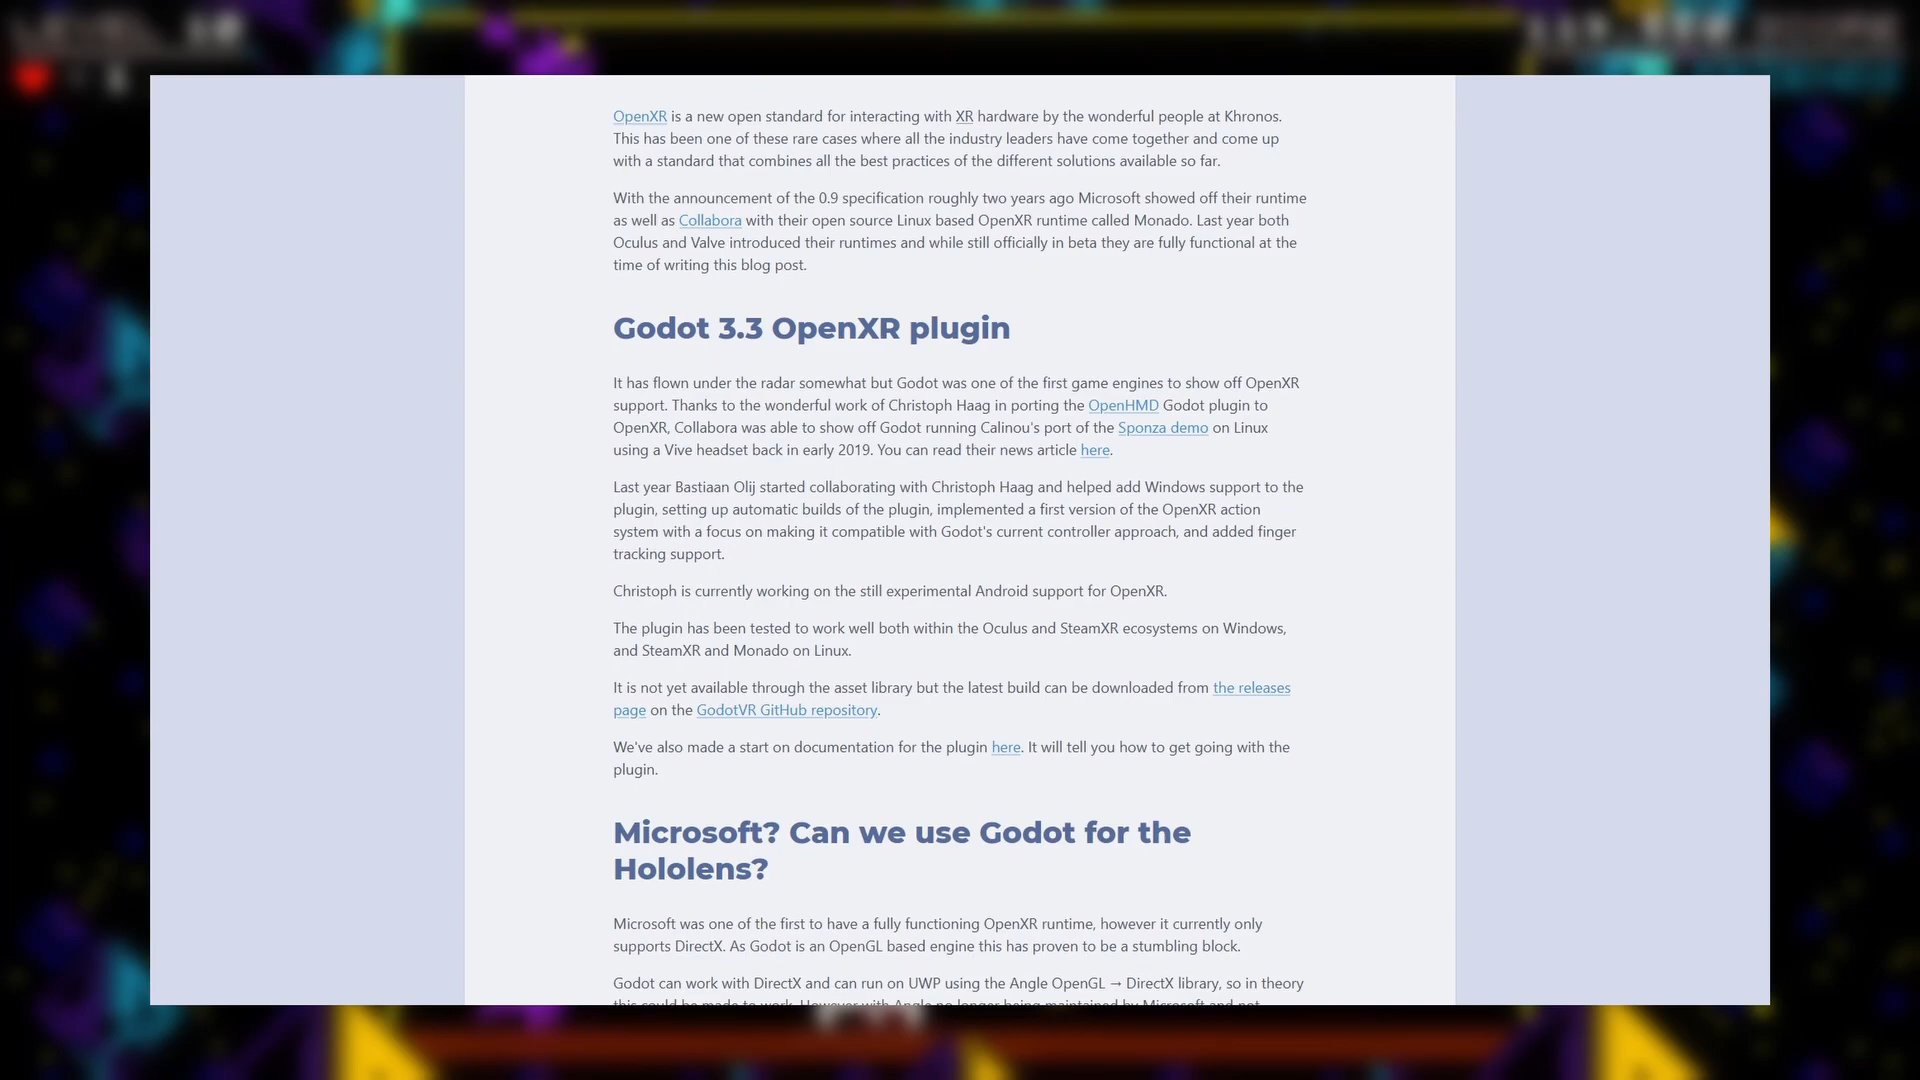 LEVEL 10
OpenXR is a new open standard for interacting with XR hardware by the wonderful people at Khronos.
This has been one of these rare cases where all the industry leaders have come together and come up
with a standard that combines all the best practices of the different solutions available so far.
With the announcement of the 0.9 specification roughly two years ago Microsoft showed off their runtime
as well as Collabora with their open source Linux based OpenXR runtime called Monado. Last year both
Oculus and Valve introduced their runtimes and while still officially in beta they are fully functional at the
time of writing this blog post.
Godot 3.3 OpenXR plugin
It has flown under the radar somewhat but Godot was one of the first game engines to show off OpenXR
support. Thanks to the wonderful work of Christoph Haag in porting the OpenHMD Godot plugin to
OpenXR, Collabora was able to show off Godot running Calinou's port of the Sponza demo on Linux
using a Vive headset back in early 2019. You can read their news article here.
Last year Bastiaan Olij started collaborating with Christoph Haag and helped add Windows support to the
plugin, setting up automatic builds of the plugin, implemented a first version of the OpenXR action
system with a focus on making it compatible with Godot's current controller approach, and added finger
tracking support.
Christoph is currently working on the still experimental Android support for OpenXR.
The plugin has been tested to work well both within the Oculus and SteamXR ecosystems on Windows,
and SteamXR and Monado on Linux.
It is not yet available through the asset library but the latest build can be downloaded from the releases
page on the GodotVR GitHub repository.
We've also made a start on documentation for the plugin here. It will tell you how to get going with the
plugin.
Microsoft? Can we use Godot for the
Hololens?
Microsoft was one of the first to have a fully functioning OpenXR runtime, however it currently only
supports DirectX. As Godot is an OpenGL based engine this has proven to be a stumbling block.
Godot can work with DirectX and can run on UWP using the Angle OpenGL → DirectX library, so in theory
this could be made to work. However with Angle no longer being maintained by Microsoft and not